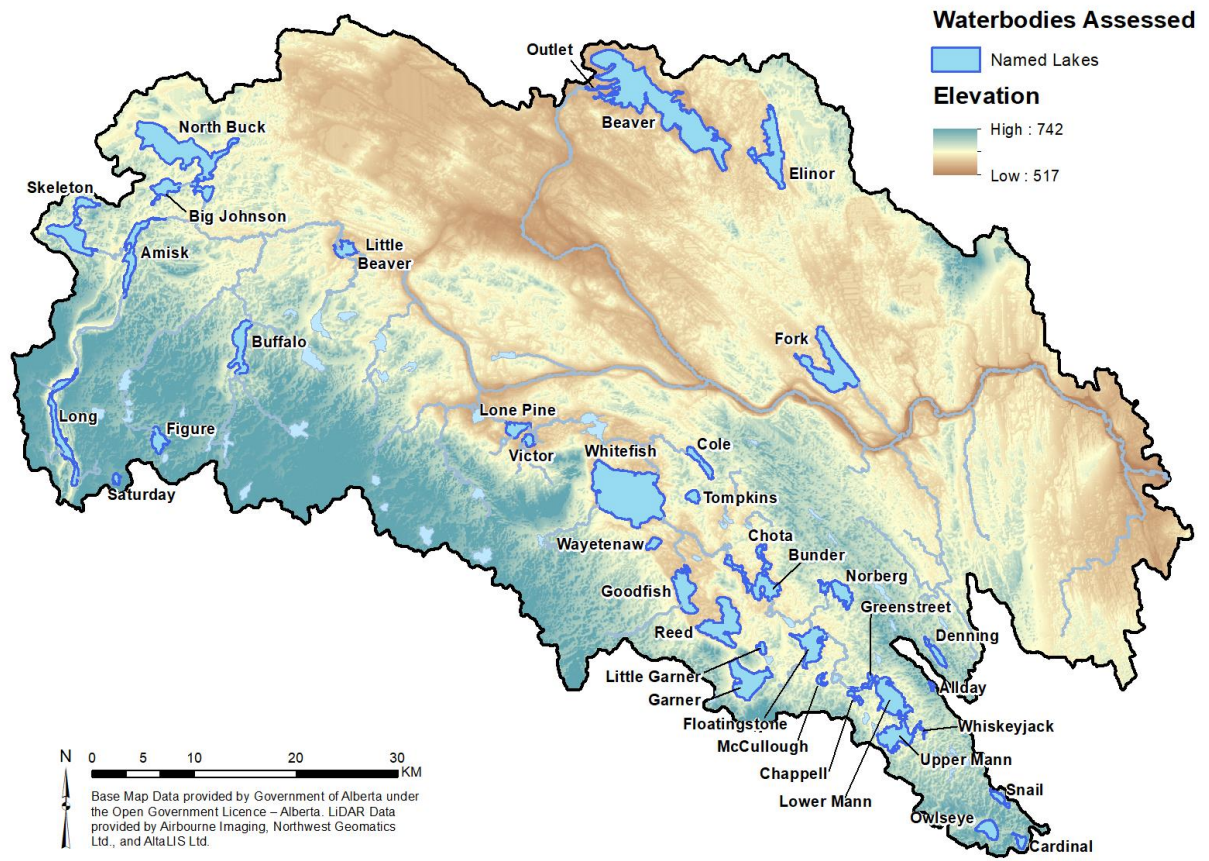 Waterbodies Assessed
Named Lakes
Elevation
High : 742
Low : 517
Outlet
Beaver
North Buck
Elinor
Skeleton
Big Johnson
Amisk
Little
Beaver
Buffalo
Fork
Long
Lone Pine
Figure
Cole
Victor
Whitefish
Saturday
Tompkins
Chota
Wayetenaw
Bunder
Norberg
Goodfish
Greenstreet
Reed
Denning
Little Garner
Allday
Garner
Floatingstone
Whiskeyjack
McCullough
Upper Mann
Chappell
Lower Mann
Snail
Owlseye
Cardinal
N
0 5 10 20 30
KM
Base Map Data provided by Government of Alberta under
the Open Government Licence – Alberta. LiDAR Data
provided by Airbourne Imaging, Northwest Geomatics
Ltd., and AltaLIS Ltd.